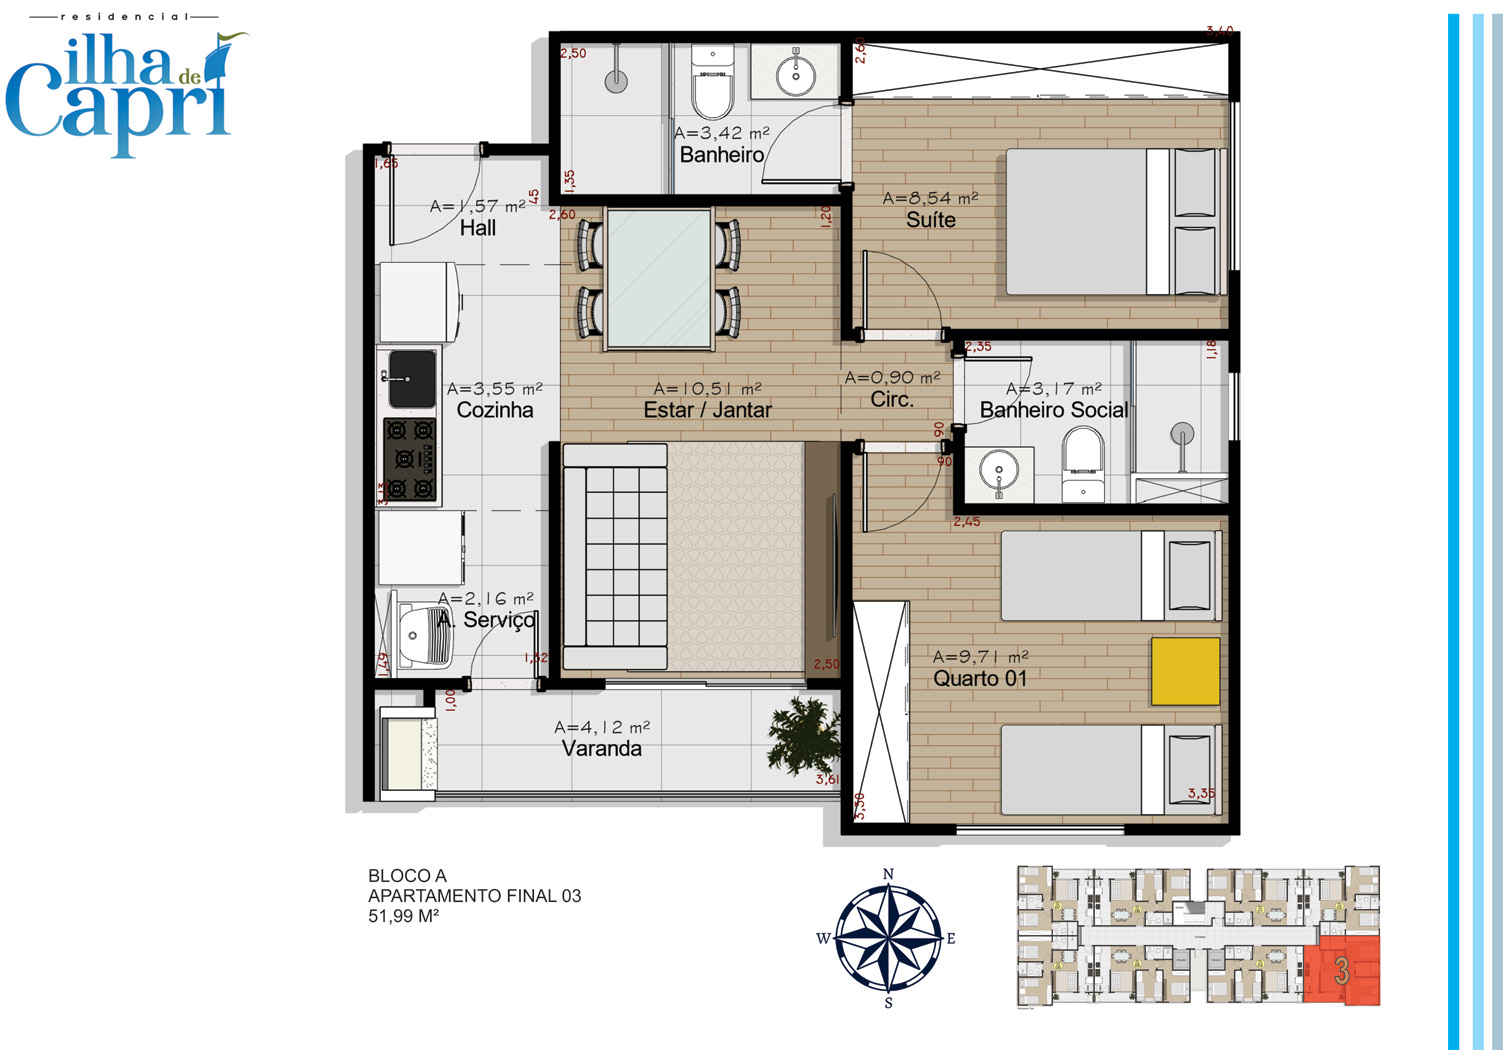 residencial
ilha de
Capri
2,50
2,60
3,40
A=3,42 m²
Banheiro
1,35
1,65
45
A=1,57 m²
Hall
2,60
1,20
A=8,54 m²
Suíte
2,35
1,18
A=3,55 m²
Cozinha
A=10,51 m²
Estar / Jantar
A=0,90 m²
Circ.
A=3,17 m²
Banheiro Social
90
90
3,13
2,45
A=2,16 m²
A. Serviço
1,49
1,52
2,50
A=9,71 m²
Quarto 01
1,00
A=4,12 m²
Varanda
3,61
3,30
3,35
BLOCO A
APARTAMENTO FINAL 03
51,99 M²
N
W
E
S
3